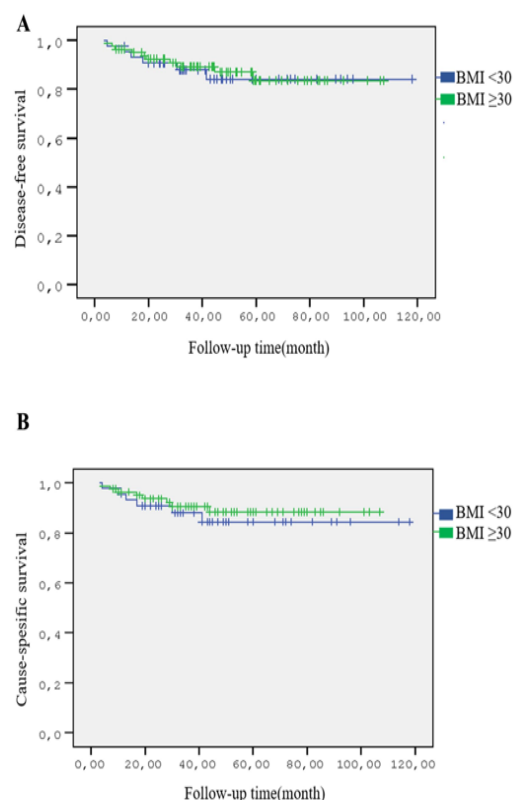 A
1,0
0,8
0,6
0,4
0,2
0,0
Disease-free survival
0,00 20,00 40,00 60,00 80,00 100,00 120,00
Follow-up time(month)
BMI <30
BMI ≥30
B
1,0
0,8
0,6
0,4
0,2
0,0
Cause-spesific survival
0,00 20,00 40,00 60,00 80,00 100,00 120,00
Follow-up time(month)
BMI <30
BMI ≥30